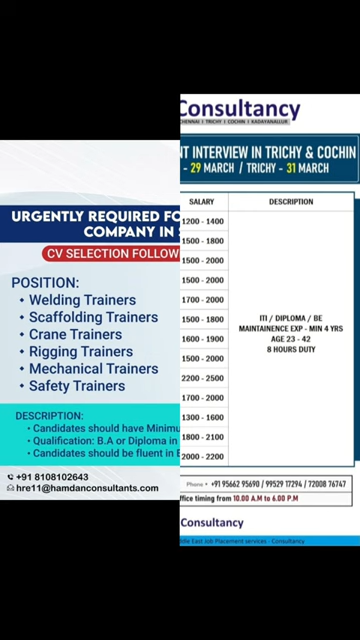 URGENTLY REQUIRED FO
COMPANY IN
CV SELECTION FOLLOW
POSITION:
Welding Trainers
Scaffolding Trainers
Crane Trainers
Rigging Trainers
Mechanical Trainers
Safety Trainers
DESCRIPTION:
Candidates should have Minimu
Qualification: B.A or Diploma in
Candidates should be fluent in E
+91 8108102643
hre11@hamdanconsultants.com
Consultancy
CHENNAI | TRICHY | COCHIN | KADAYANALLUR
NT INTERVIEW IN TRICHY & COCHIN
- 29 MARCH / TRICHY - 31 MARCH
SALARY DESCRIPTION
1200 - 1400
1500 - 1800
1500 - 2000
1500 - 2000
1700 - 2000
1500 - 1800
1600 - 1900
1500 - 2000
2200 - 2500
1700 - 2000
1300 - 1600
1800 - 2100
2000 - 2200
ITI / DIPLOMA / BE
MAINTAINENCE EXP - MIN 4 YRS
AGE 23 - 42
8 HOURS DUTY
Phone - +91 95662 95690 / 99529 17294 / 72008 76747
ffice timing from 10.00 A.M to 6.00 P.M
Consultancy
ddle East Job Placement services - Consultancy